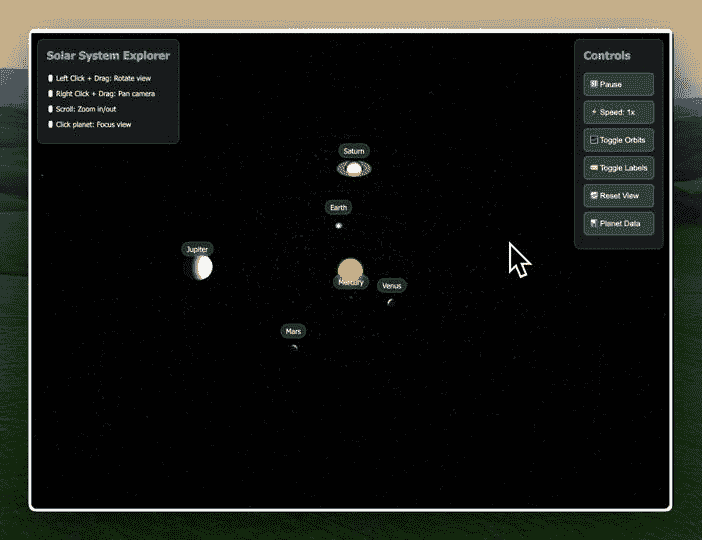 Solar System Explorer
Left Click + Drag: Rotate view
Right Click + Drag: Pan camera
Scroll: Zoom in/out
Click planet: Focus view
Controls
Pause
Speed: 1x
Toggle Orbits
Toggle Labels
Reset View
Planet Data
Saturn
Earth
Jupiter
Mercury
Venus
Mars